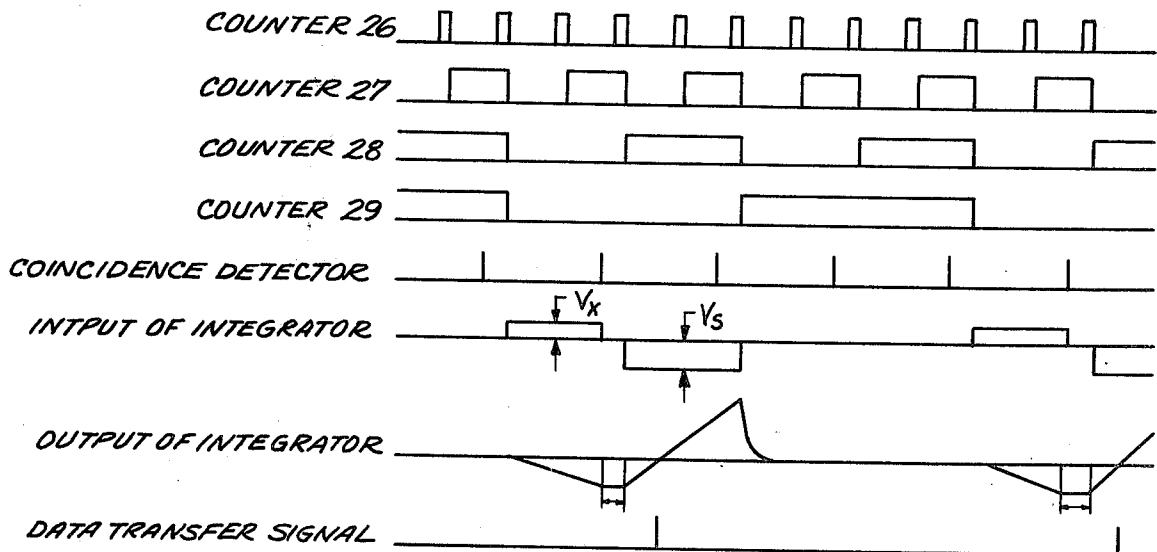 COUNTER 26
COUNTER 27
COUNTER 28
COUNTER 29
COINCIDENCE DETECTOR
INTPUT OF INTEGRATOR
VX
VS
OUTPUT OF INTEGRATOR
DATA TRANSFER SIGNAL